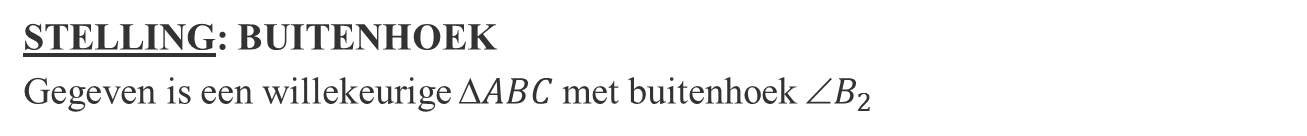 STELLING: BUITENHOEK
Gegeven is een willekeurige ΔABC met buitenhoek ∠B₂